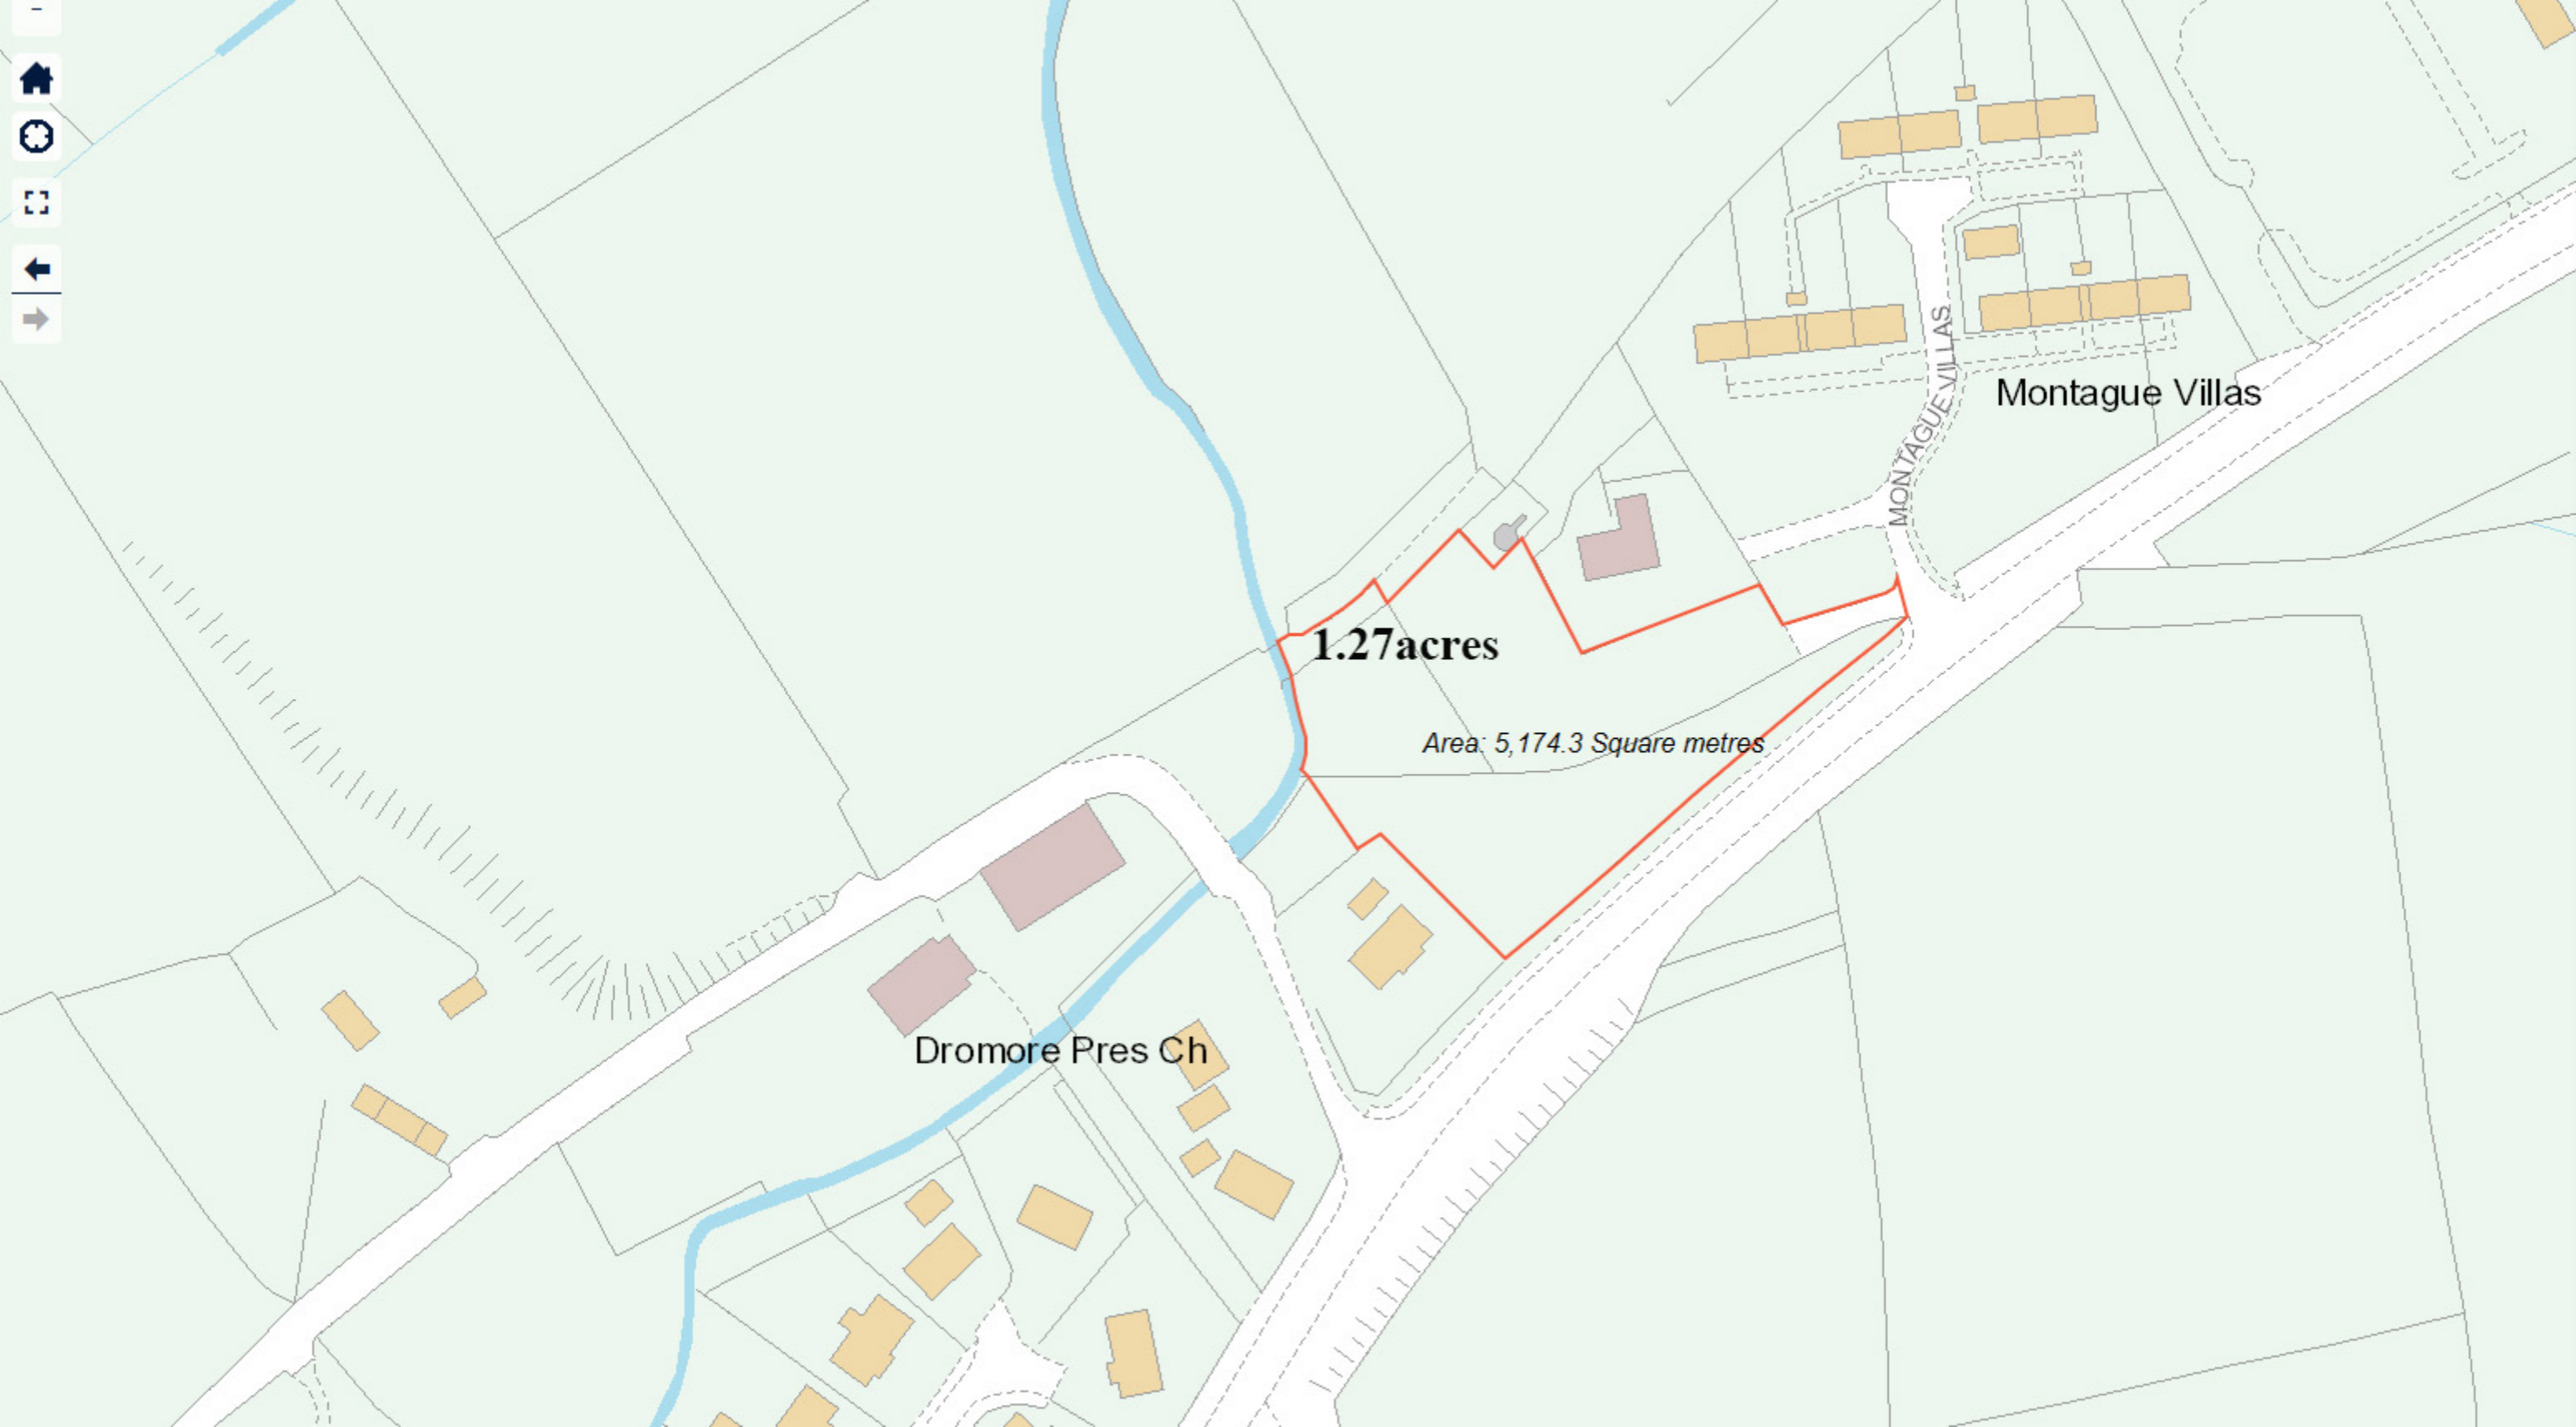 MONTAGUE VILLAS
Montague Villas
1.27acres
Area: 5,174.3 Square metres
Dromore Pres Ch